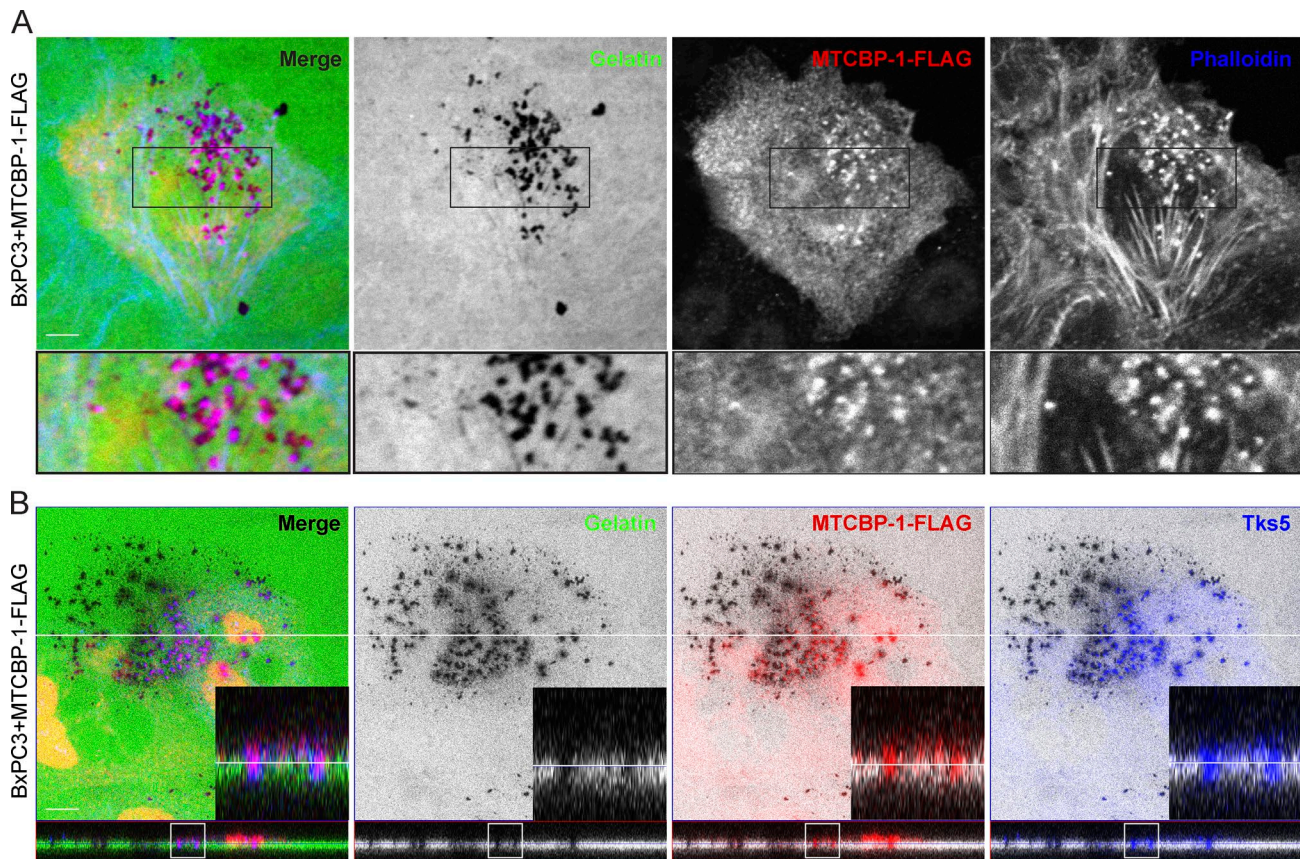 A
BxPC3+MTCBP-1-FLAG
Merge
Gelatin
MTCBP-1-FLAG
Phalloidin
B
BxPC3+MTCBP-1-FLAG
Merge
Gelatin
MTCBP-1-FLAG
Tks5